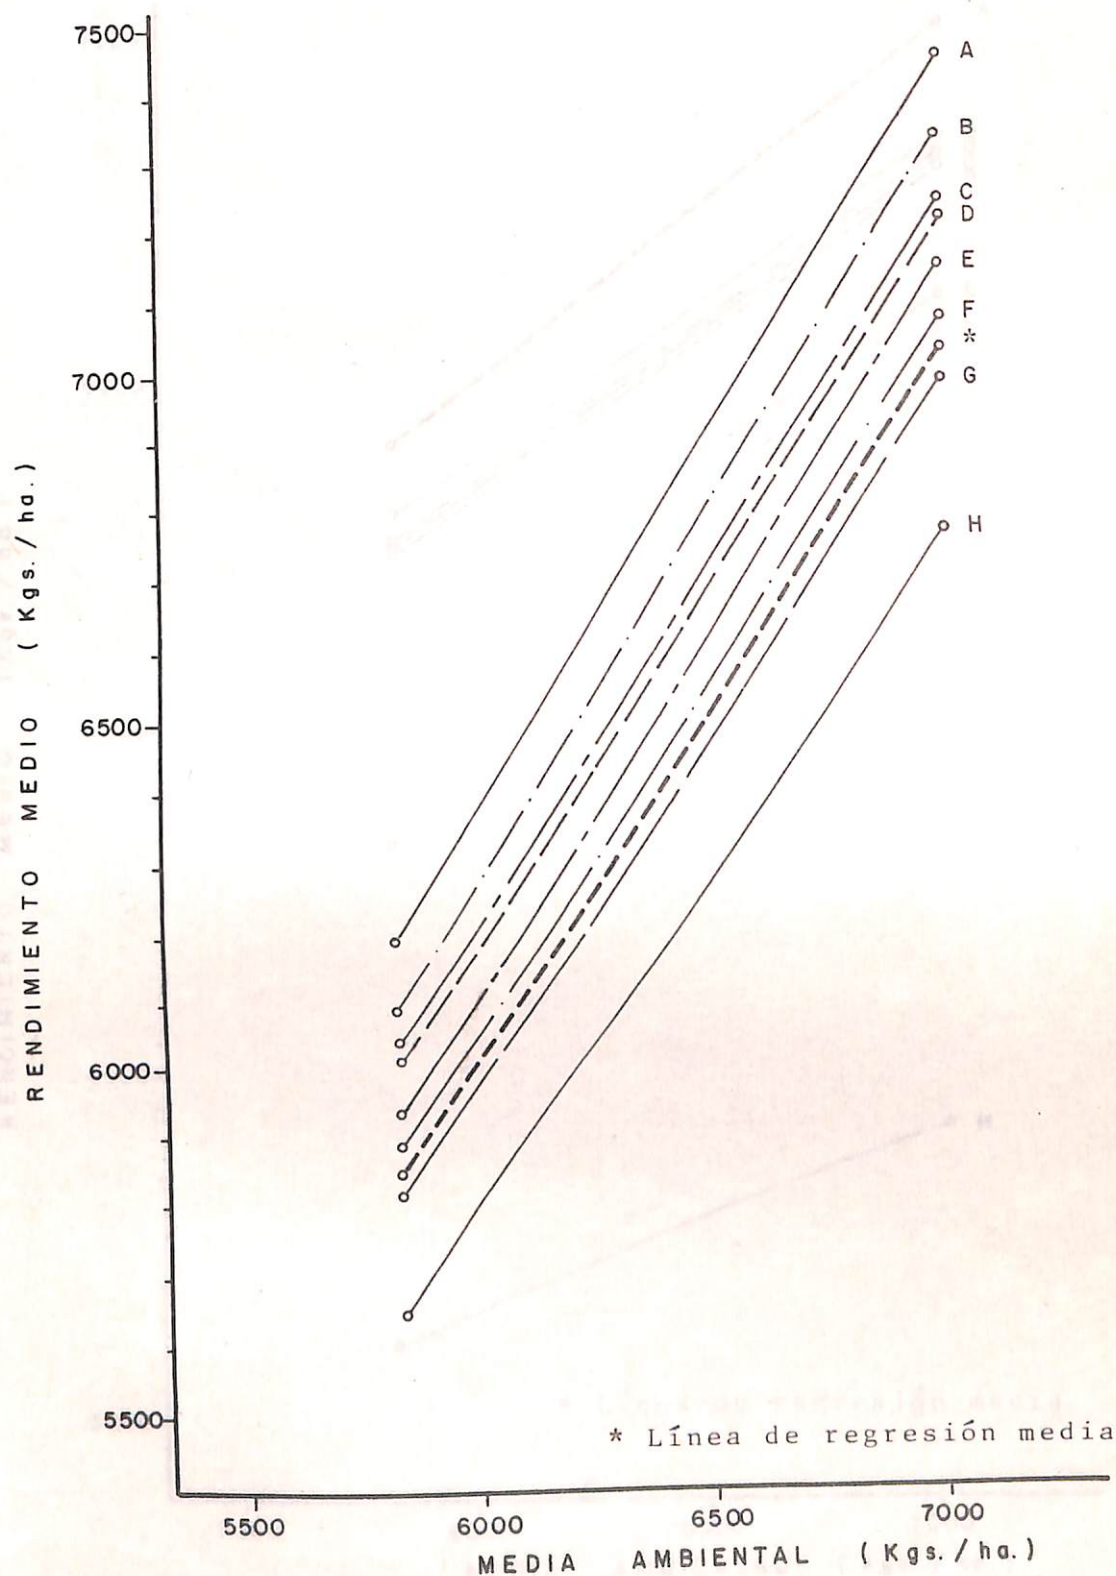 7500
A
B
C
D
E
F
*
7000
G
H
6500
6000
5500
RENDIMIENTO MEDIO (Kgs./ha.)
* Línea de regresión media
5500 6000 6500 7000
MEDIA AMBIENTAL (Kgs./ha.)